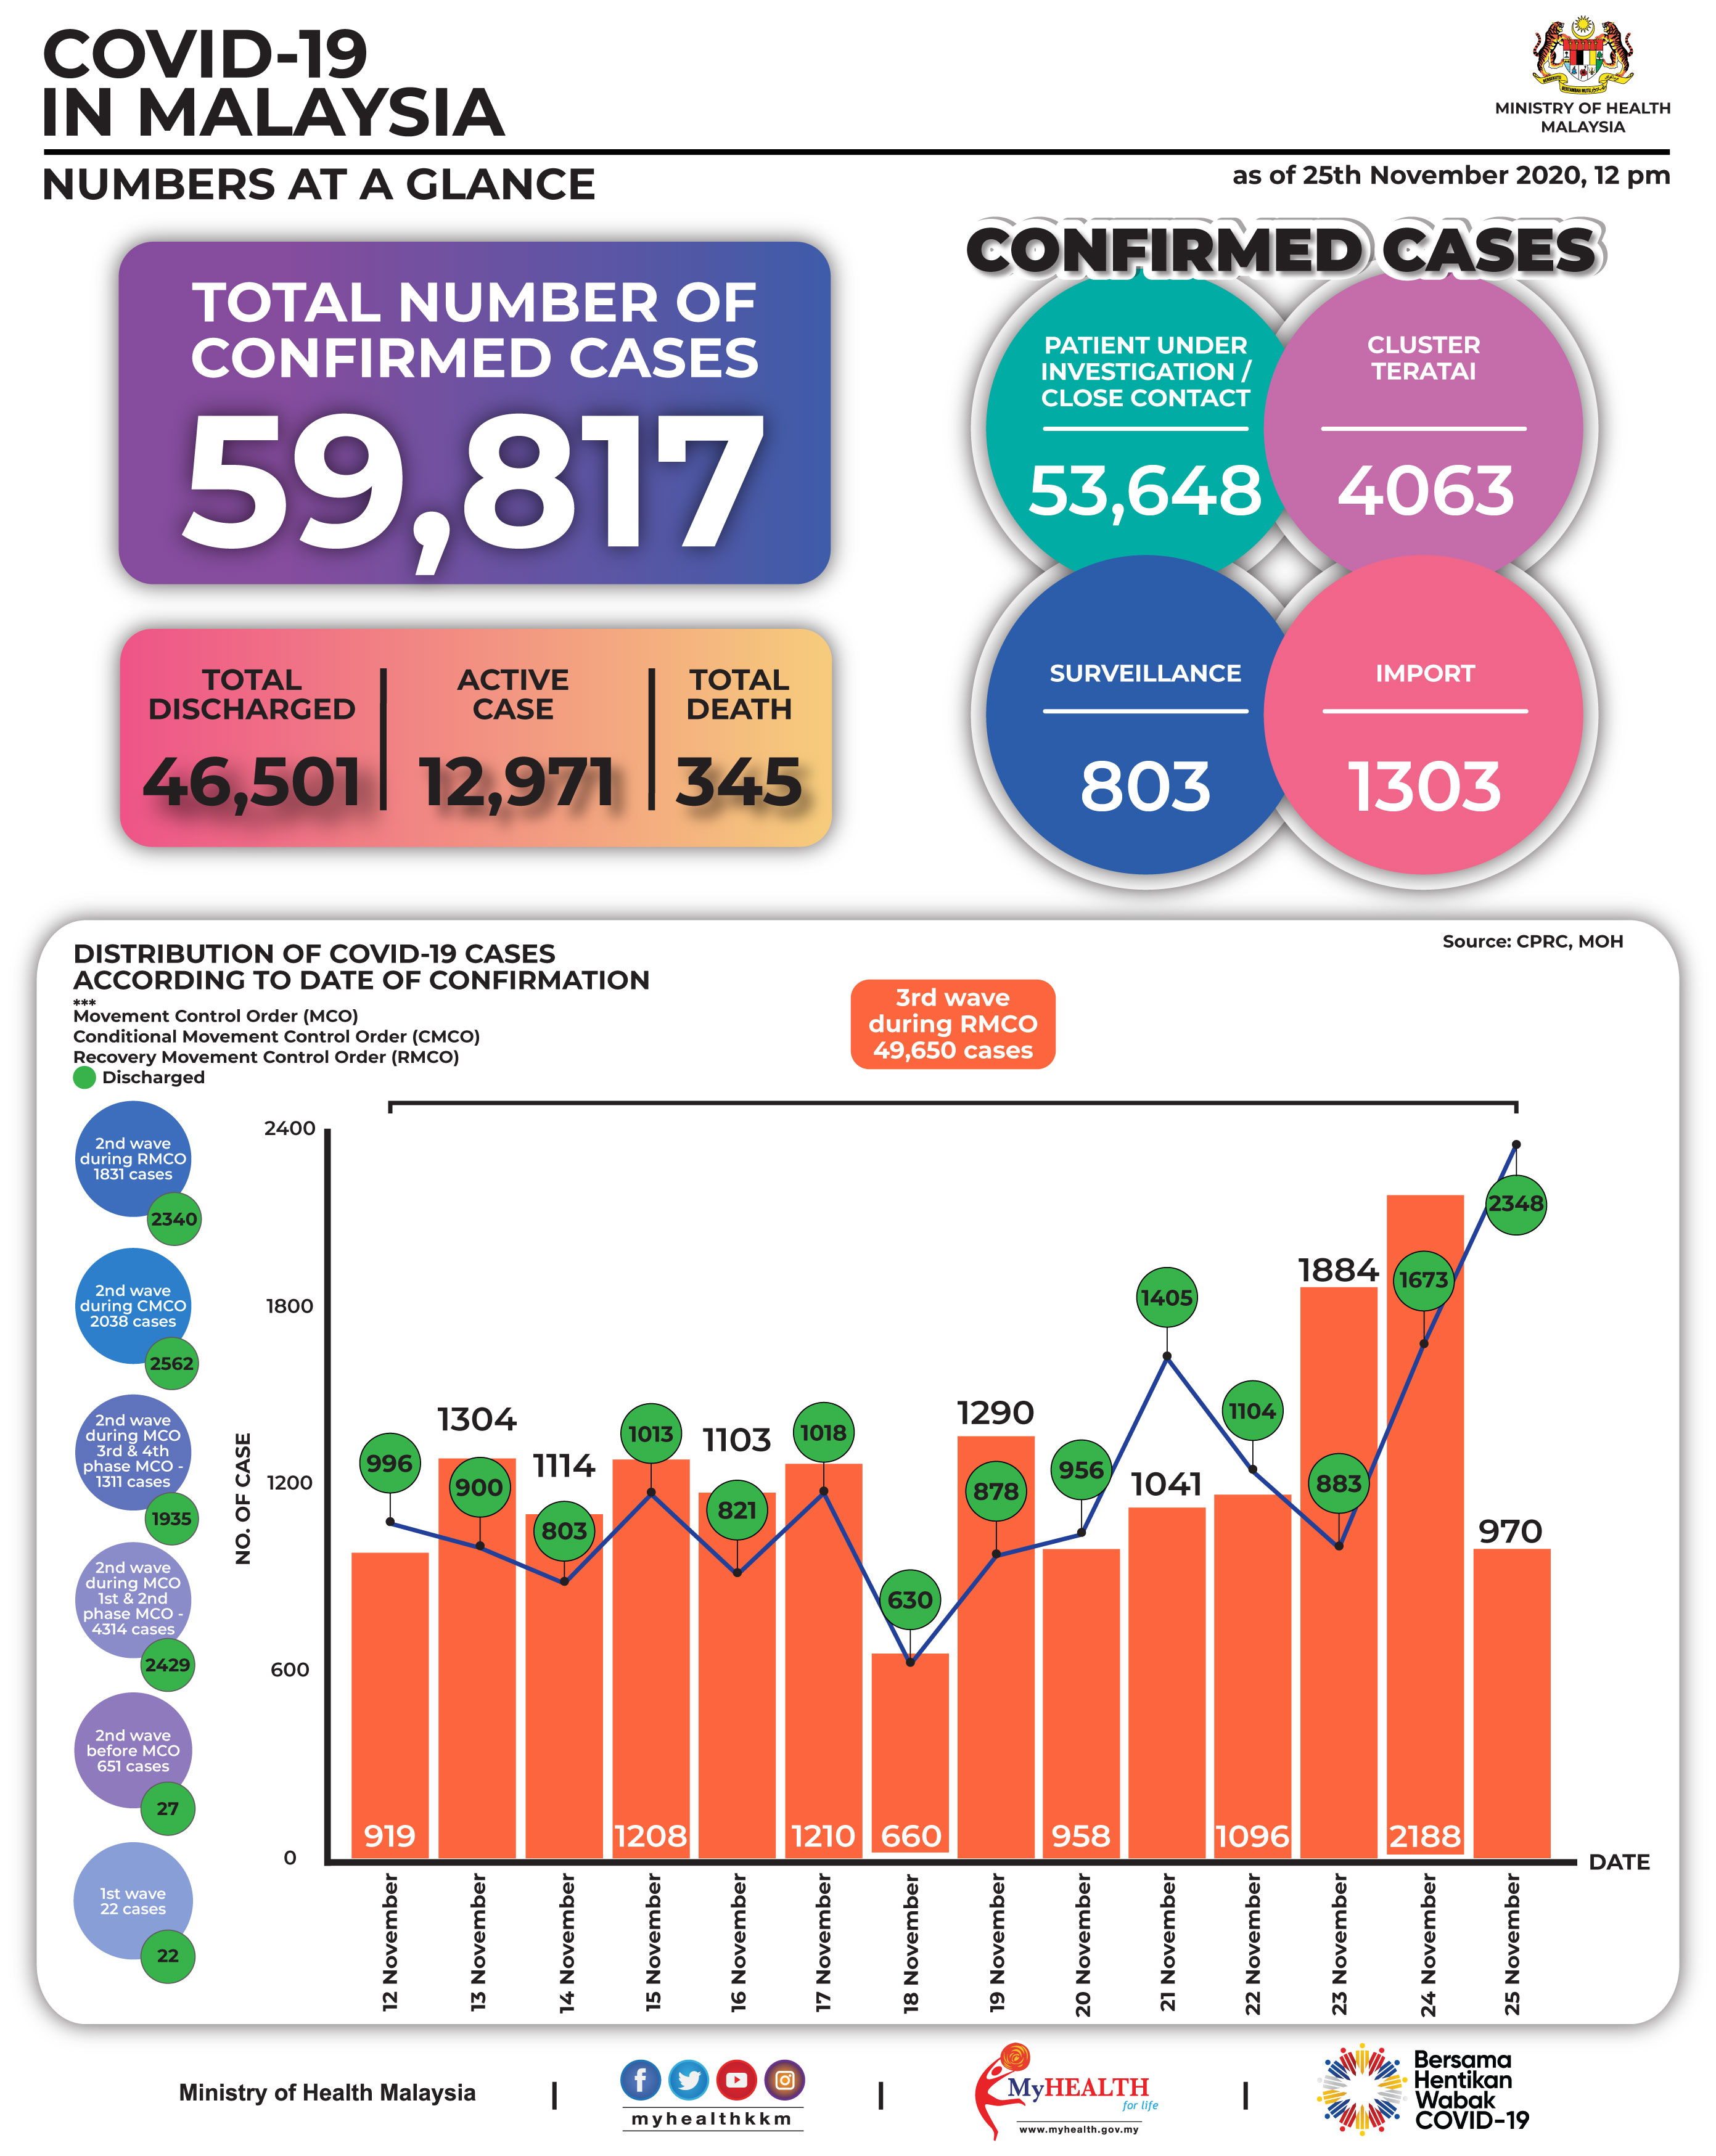 COVID-19
IN MALAYSIA
MINISTRY OF HEALTH
MALAYSIA
NUMBERS AT A GLANCE
as of 25th November 2020, 12 pm
TOTAL NUMBER OF
CONFIRMED CASES
59,817
TOTAL
DISCHARGED
46,501
ACTIVE
CASE
12,971
TOTAL
DEATH
345
CONFIRMED CASES
PATIENT UNDER
INVESTIGATION /
CLOSE CONTACT
53,648
CLUSTER
TERATAI
4063
SURVEILLANCE
803
IMPORT
1303
DISTRIBUTION OF COVID-19 CASES
ACCORDING TO DATE OF CONFIRMATION
***
Movement Control Order (MCO)
Conditional Movement Control Order (CMCO)
Recovery Movement Control Order (RMCO)
Discharged
Source: CPRC, MOH
3rd wave
during RMCO
49,650 cases
2nd wave
during RMCO
1831 cases
2340
2nd wave
during CMCO
2038 cases
2562
2nd wave
during MCO
3rd & 4th
phase MCO -
1311 cases
1935
2nd wave
during MCO
1st & 2nd
phase MCO -
4314 cases
2429
2nd wave
before MCO
651 cases
27
1st wave
22 cases
22
NO. OF CASE
2400
1800
1200
600
0
996
900
803
1013
821
1018
630
878
956
1405
1104
883
1673
2348
919
1304
1114
1208
1103
1210
660
1290
958
1041
1096
1884
2188
970
DATE
12 November
13 November
14 November
15 November
16 November
17 November
18 November
19 November
20 November
21 November
22 November
23 November
24 November
25 November
Ministry of Health Malaysia
myhealthkkm
MyHEALTH
for life
www.myhealth.gov.my
Bersama
Hentikan
Wabak
COVID-19